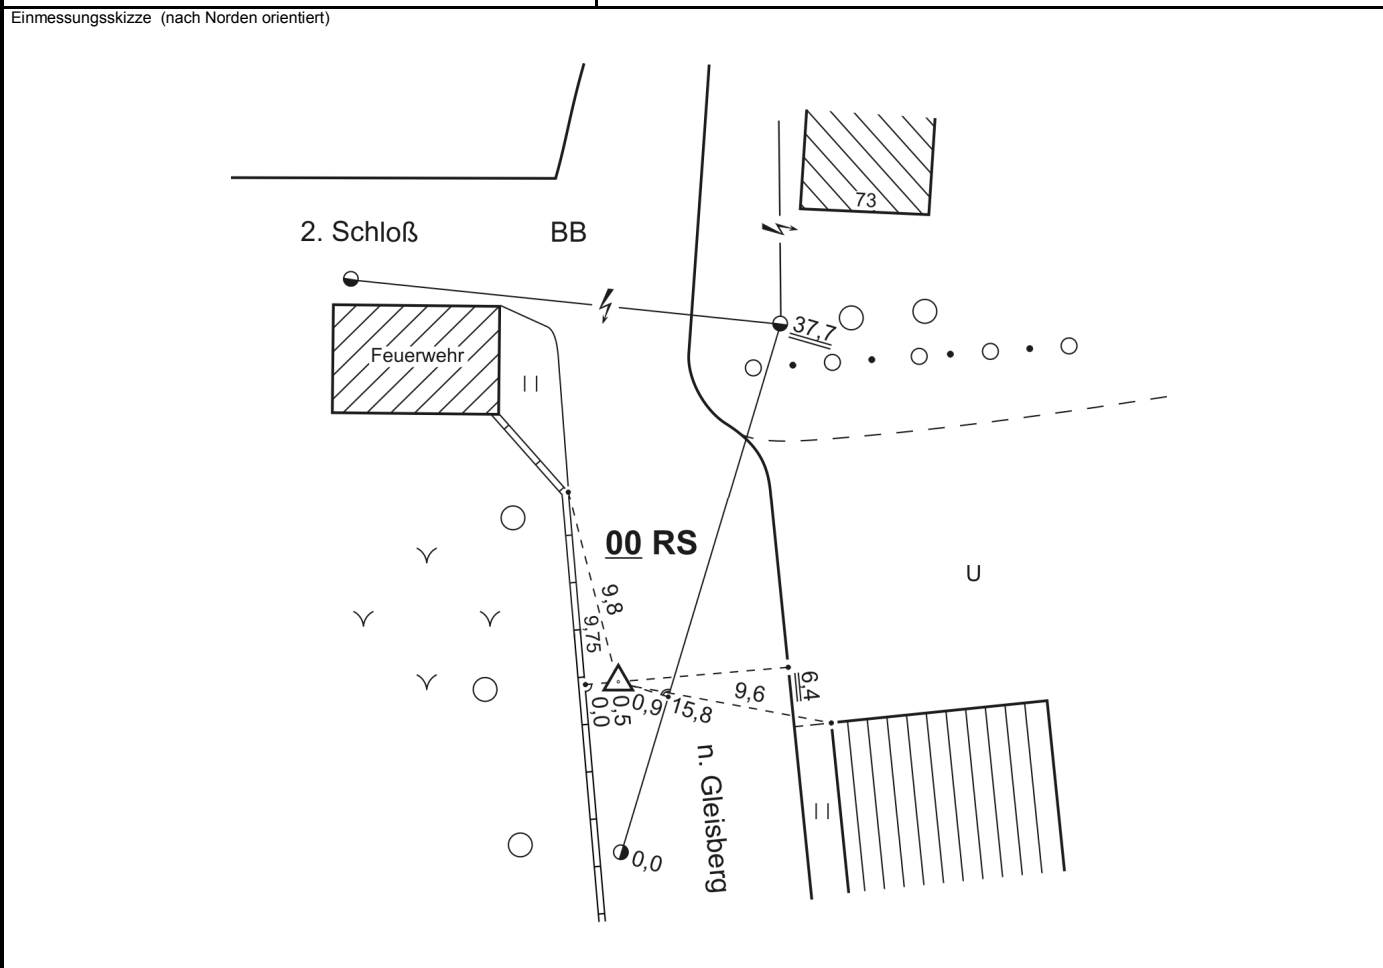 Einmessungsskizze (nach Norden orientiert)
73
2. Schloß
BB
37,7
Feuerwehr
00 RS
U
9,8
9,75
6,4
9,6
0,0
0,5
0,9
15,8
n. Gleisberg
0,0